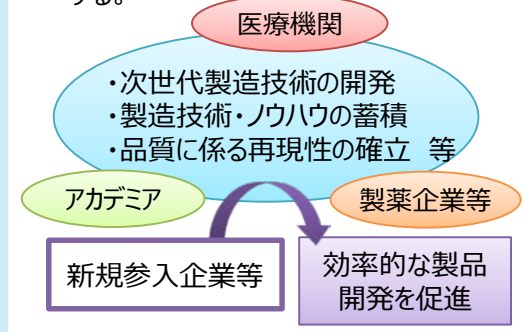 する。
医療機関
・次世代製造技術の開発
・製造技術・ノウハウの蓄積
・品質に係る再現性の確立　等
アカデミア
製薬企業等
新規参入企業等
効率的な製品
開発を促進